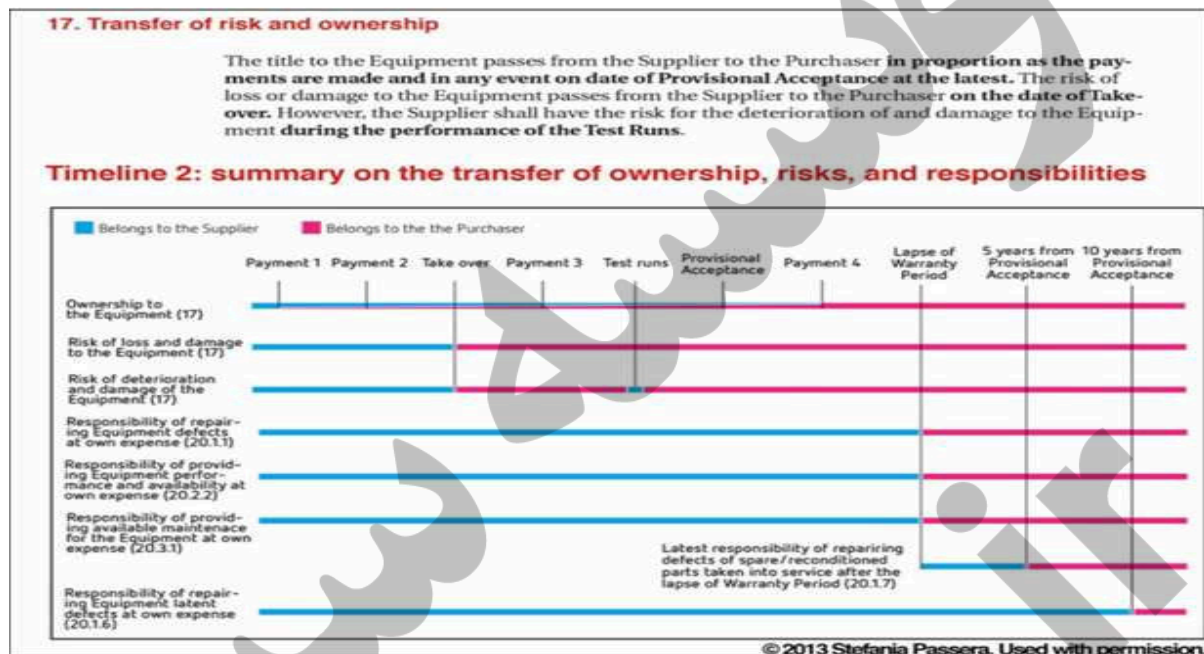 17. Transfer of risk and ownership
The title to the Equipment passes from the Supplier to the Purchaser in proportion as the pay-
ments are made and in any event on date of Provisional Acceptance at the latest. The risk of
loss or damage to the Equipment passes from the Supplier to the Purchaser on the date of Take-
over. However, the Supplier shall have the risk for the deterioration of and damage to the Equip-
ment during the performance of the Test Runs.
Timeline 2: summary on the transfer of ownership, risks, and responsibilities
Belongs to the Supplier
Belongs to the the Purchaser
Payment 1
Payment 2
Take over
Payment 3
Test runs
Provisional
Acceptance
Payment 4
Lapse of
Warranty
Period
5 years from
Provisional
Acceptance
10 years from
Provisional
Acceptance
Ownership to
the Equipment (17)
Risk of loss and damage
to the Equipment (17)
Risk of deterioration
and damage of the
Equipment (17)
Responsibility of repair-
ing Equipment defects
at own expense (20.1.1)
Responsibility of provid-
ing Equipment perfor-
mance and availability at
own expense (20.2.2)
Responsibility of provid-
ing available maintenace
for the Equipment at own
expense (20.3.1)
Latest responsibility of repairiring
defects of spare/reconditioned
parts taken into service after the
lapse of Warranty Period (20.1.7)
Responsibility of repair-
ing Equipment latent
defects at own expense
(20.1.6)
©2013 Stefania Passera. Used with permission
ir